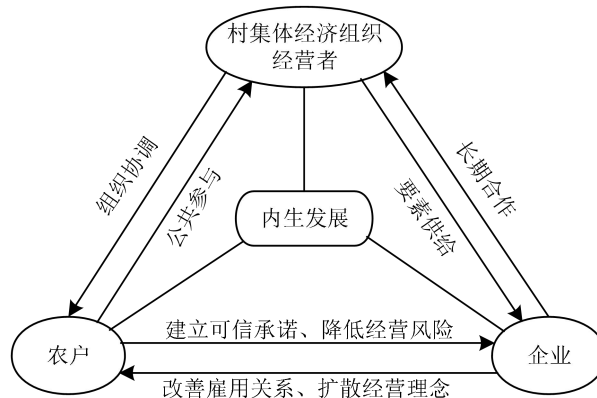 村集体经济组织
经营者
组织协调
公共参与
要素供给
长期合作
内生发展
建立可信承诺、降低经营风险
农户
企业
改善雇用关系、扩散经营理念